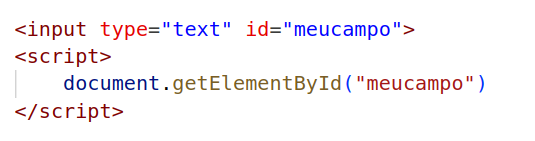 <input type="text" id="meucampo">
<script>
    document.getElementById("meucampo")
</script>